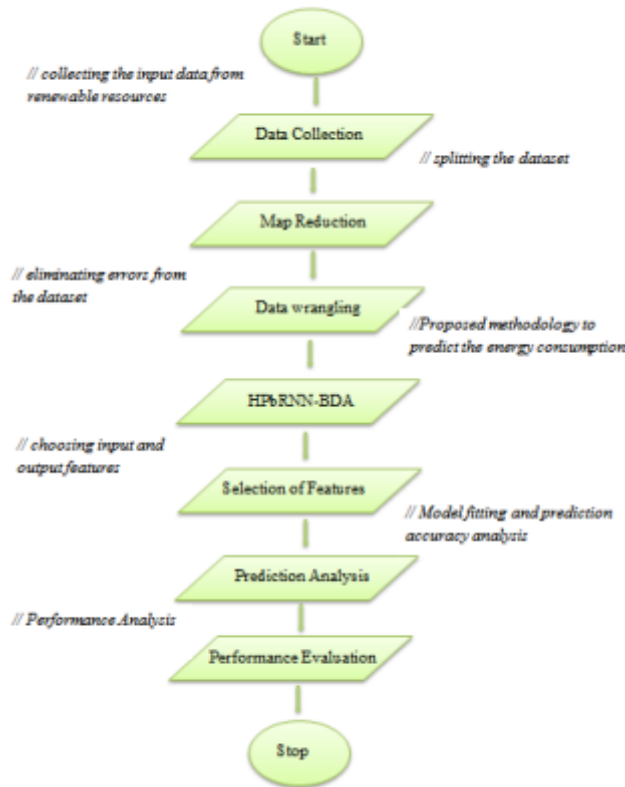 Start
// collecting the input data from
renewable resources
Data Collection
// splitting the dataset
Map Reduction
// eliminating errors from
the dataset
Data wrangling
//Proposed methodology to
predict the energy consumption
HPbRNN-BDA
// choosing input and
output features
Selection of Features
// Model fitting and prediction
accuracy analysis
Prediction Analysis
// Performance Analysis
Performance Evaluation
Stop